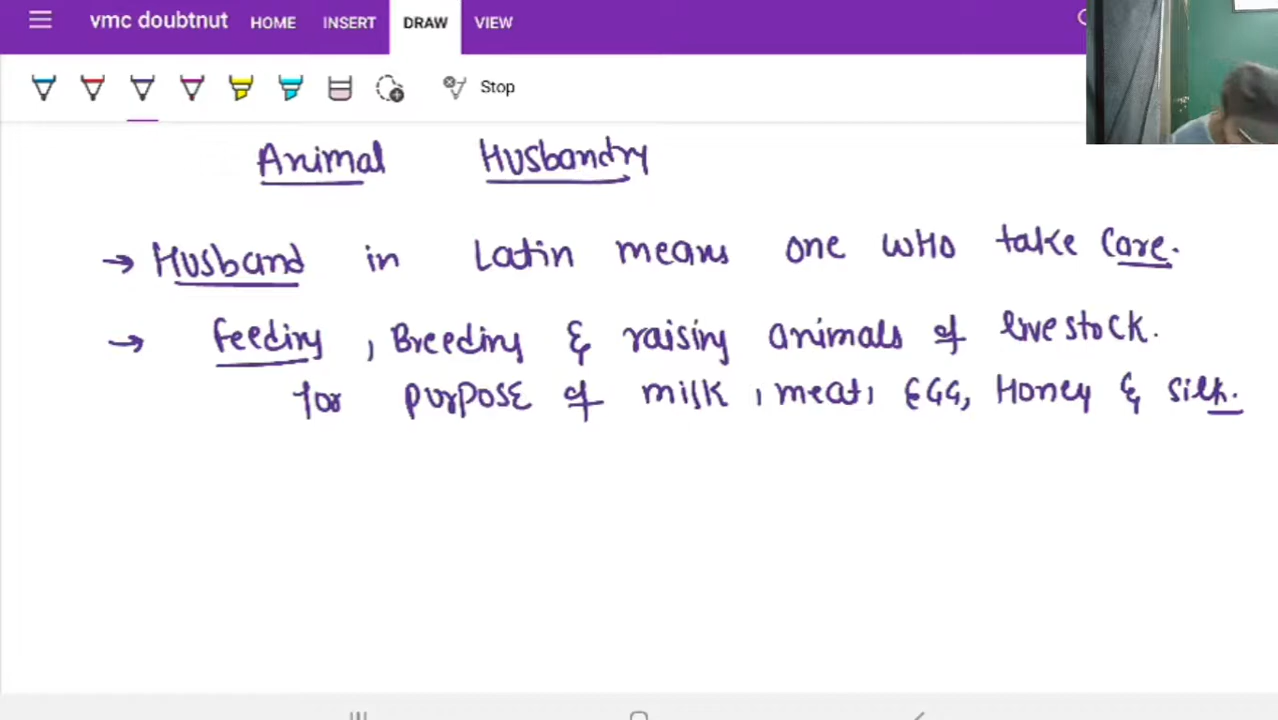 vmc doubtnut HOME INSERT DRAW VIEW
Stop
Animal Husbandry
→ Husband in Latin means one who take care.
→ feeding, Breeding & raising animals of livestock.
for purpose of milk, meat, EGG, Honey & silk.